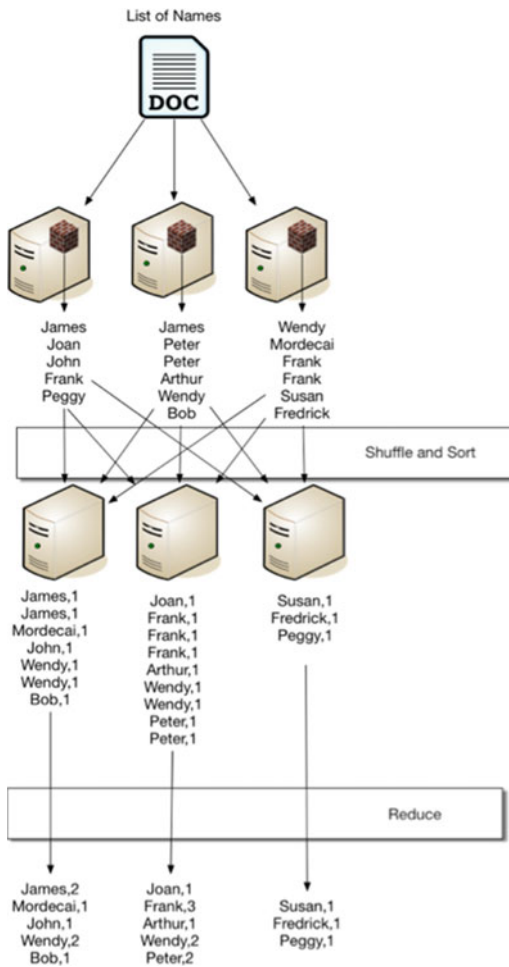 List of Names
DOC
James
Joan
John
Frank
Peggy
James
Peter
Peter
Arthur
Wendy
Bob
Wendy
Mordecai
Frank
Frank
Susan
Fredrick
Shuffle and Sort
James,1
James,1
Mordecai,1
John,1
Wendy,1
Wendy,1
Bob,1
Joan,1
Frank,1
Frank,1
Frank,1
Arthur,1
Wendy,1
Wendy,1
Peter,1
Peter,1
Susan,1
Fredrick,1
Peggy,1
Reduce
James,2
Mordecai,1
John,1
Wendy,2
Bob,1
Joan,1
Frank,3
Arthur,1
Wendy,2
Peter,2
Susan,1
Fredrick,1
Peggy,1